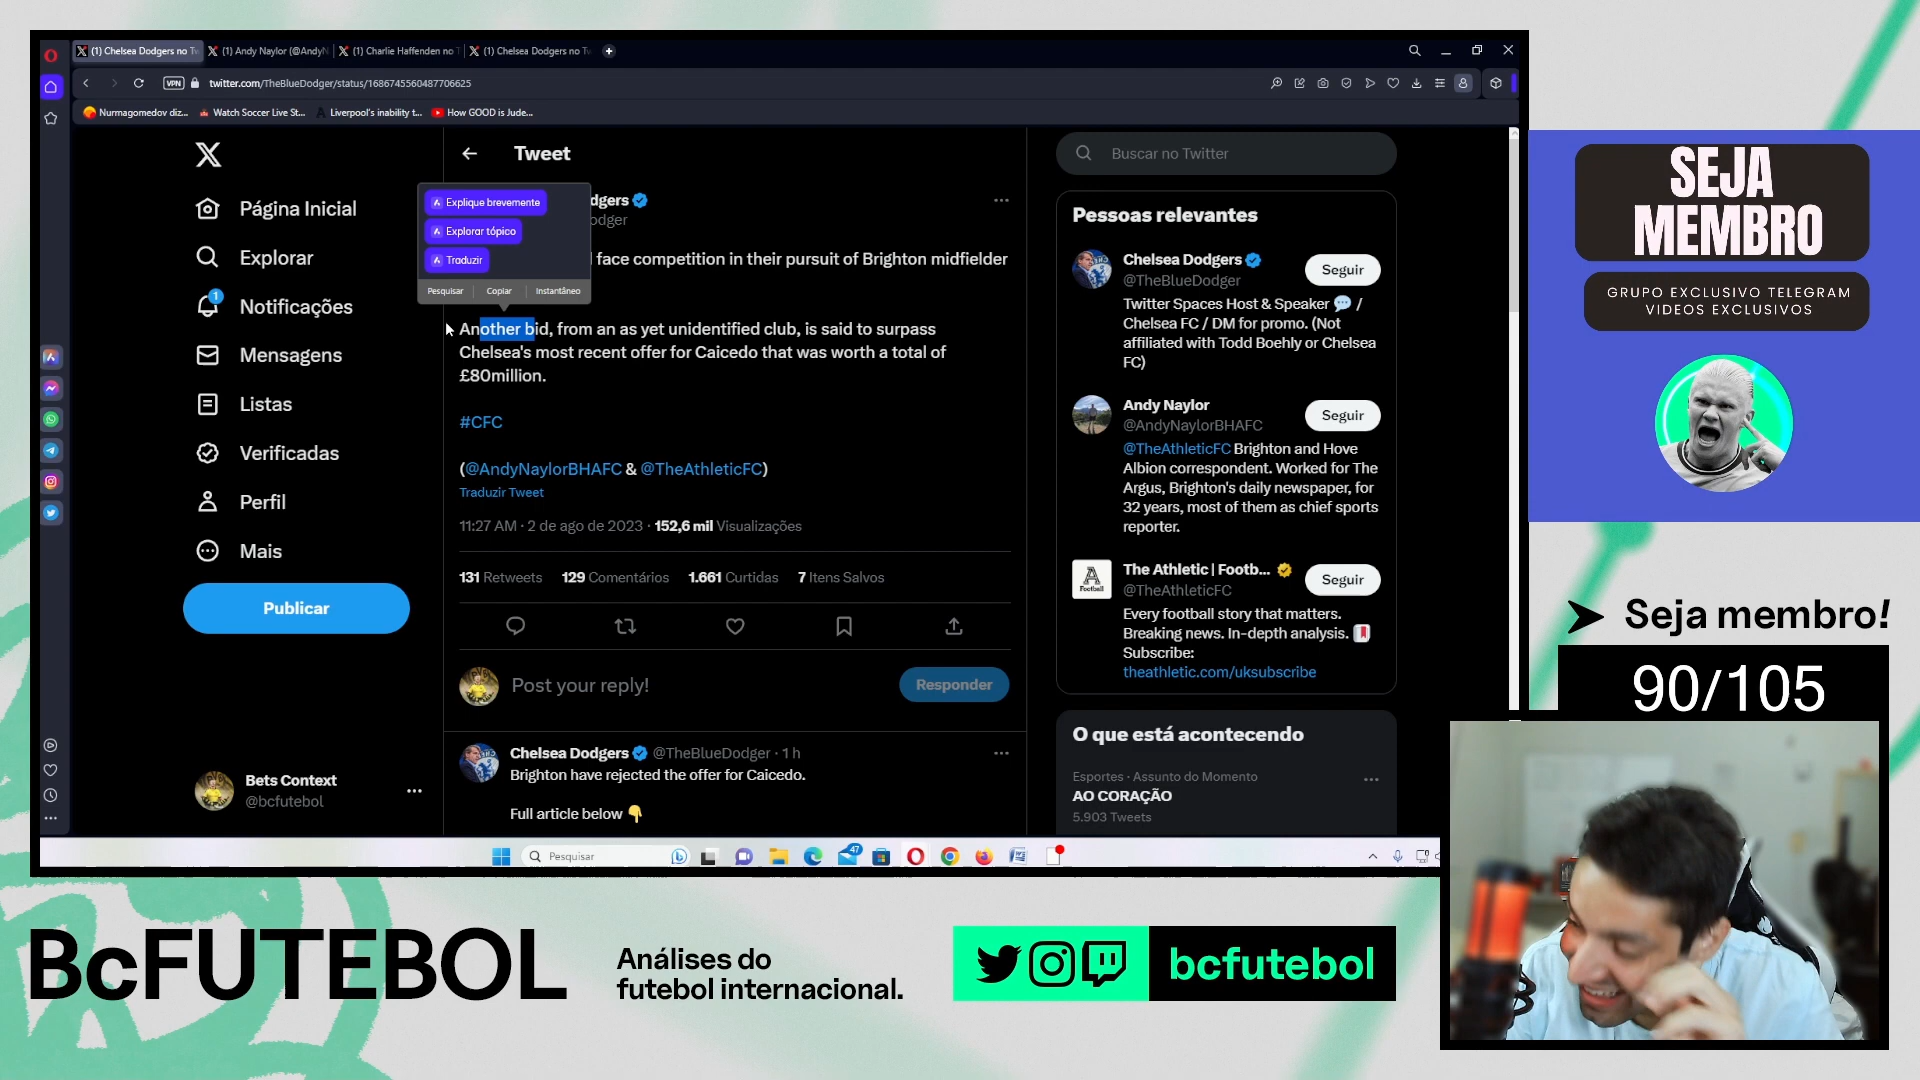 (1) Chelsea Dodgers no Tw
(1) Andy Naylor (@AndyN
(1) Charlie Haffenden no T
(1) Chelsea Dodgers no Tw
VPN
twitter.com/TheBlueDodger/status/1686745560487706625
Nurmagomedov diz...
Watch Soccer Live St...
Liverpool's inability t...
How GOOD is Jude...
X
Página Inicial
Explorar
1
Notificações
Mensagens
Listas
Verificadas
Perfil
Mais
Publicar
Bets Context
@bcfutebol
Tweet
Explique brevemente
Explorar tópico
Traduzir
Pesquisar
Copiar
Instantâneo
dgers
odger
face competition in their pursuit of Brighton midfielder
Another bid, from an as yet unidentified club, is said to surpass
Chelsea's most recent offer for Caicedo that was worth a total of
£80million.
#CFC
(@AndyNaylorBHAFC & @TheAthleticFC)
Traduzir Tweet
11:27 AM · 2 de ago de 2023 · 152,6 mil Visualizações
131 Retweets 129 Comentários 1.661 Curtidas 7 Itens Salvos
Post your reply!
Responder
Chelsea Dodgers @TheBlueDodger · 1 h
Brighton have rejected the offer for Caicedo.
Full article below
Buscar no Twitter
Pessoas relevantes
Chelsea Dodgers
@TheBlueDodger
Seguir
Twitter Spaces Host & Speaker /
Chelsea FC / DM for promo. (Not
affiliated with Todd Boehly or Chelsea
FC)
Andy Naylor
@AndyNaylorBHAFC
Seguir
@TheAthleticFC Brighton and Hove
Albion correspondent. Worked for The
Argus, Brighton's daily newspaper, for
32 years, most of them as chief sports
reporter.
A
Football
The Athletic | Footb...
@TheAthleticFC
Seguir
Every football story that matters.
Breaking news. In-depth analysis.
Subscribe:
theathletic.com/uksubscribe
O que está acontecendo
Esportes · Assunto do Momento
AO CORAÇÃO
5.903 Tweets
Pesquisar
47
SEJA
MEMBRO
GRUPO EXCLUSIVO TELEGRAM
VIDEOS EXCLUSIVOS
Seja membro!
90/105
BcFUTEBOL
Análises do
futebol internacional.
bcfutebol